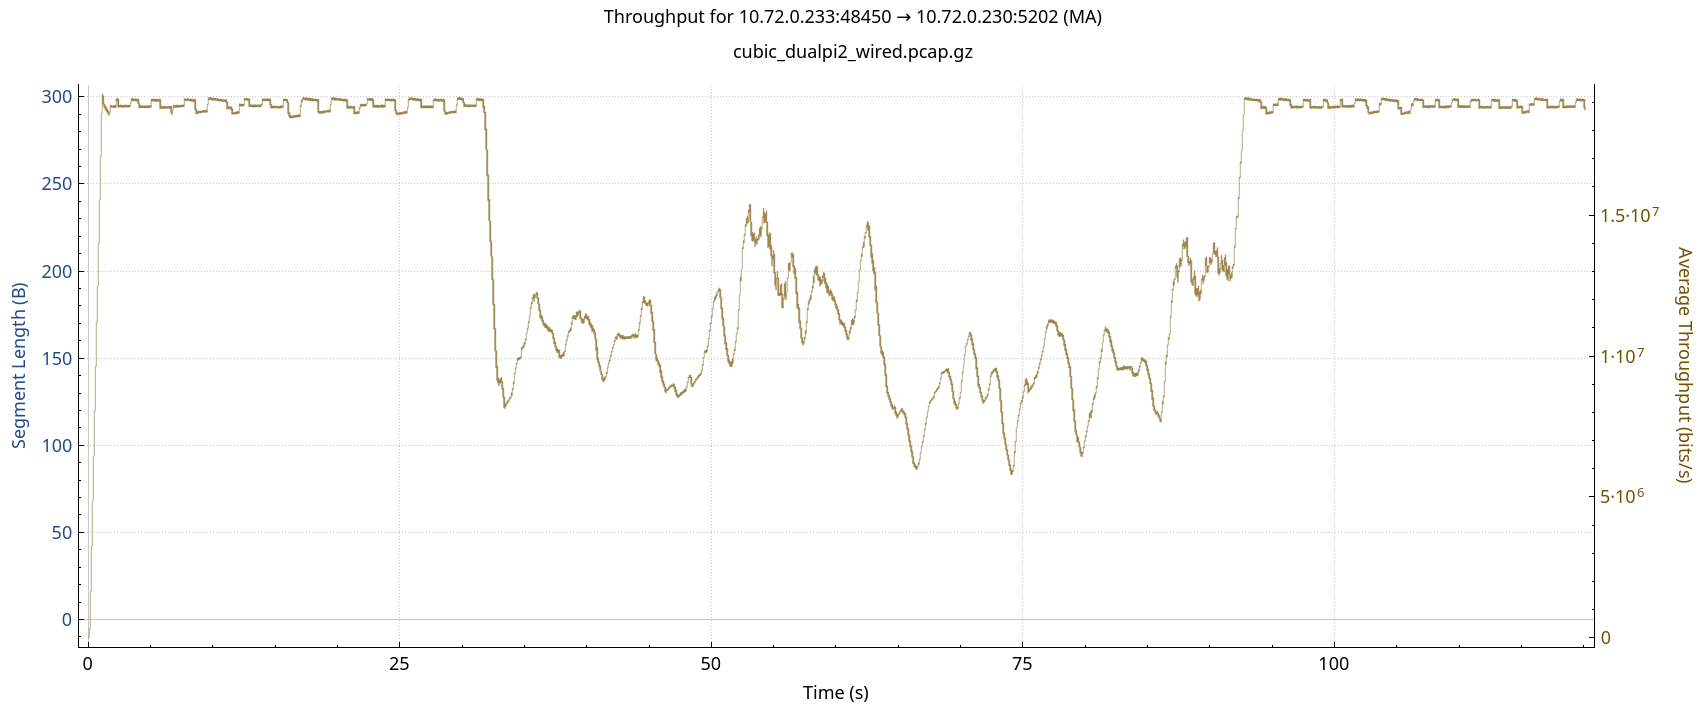 Throughput for 10.72.0.233:48450 → 10.72.0.230:5202 (MA)
cubic_dualpi2_wired.pcap.gz
Segment Length (B)
300
250
200
150
100
50
0
1.5·10⁷
1·10⁷
5·10⁶
0
Average Throughput (bits/s)
0 25 50 75 100
Time (s)